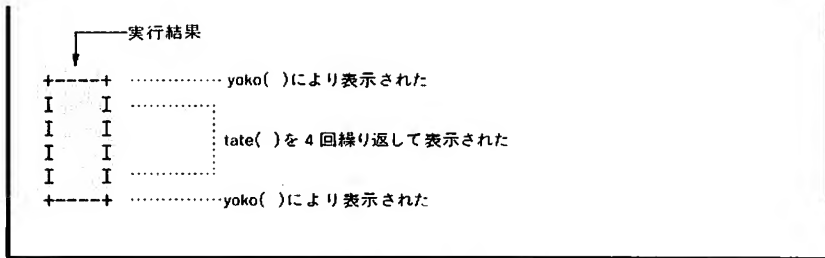 実行結果
+----+ ･･････････････ yoko( )により表示された
I    I ･･････････････
I    I
tate( )を4回繰り返して表示された
I    I
I    I ･･････････････
+----+ ･･････････････yoko( )により表示された